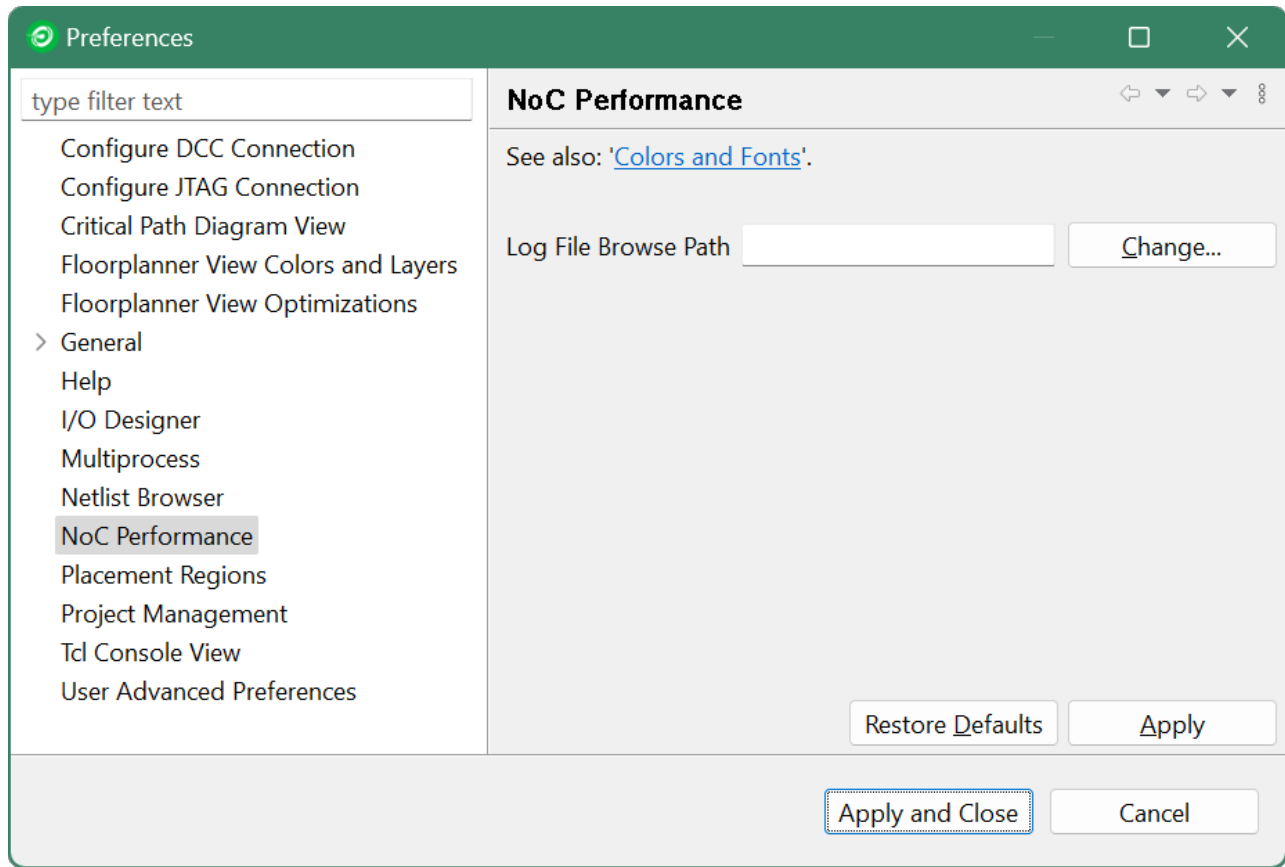 Preferences
type filter text
Configure DCC Connection
Configure JTAG Connection
Critical Path Diagram View
Floorplanner View Colors and Layers
Floorplanner View Optimizations
General
Help
I/O Designer
Multiprocess
Netlist Browser
NoC Performance
Placement Regions
Project Management
Tcl Console View
User Advanced Preferences
NoC Performance
See also: 'Colors and Fonts'.
Log File Browse Path Change...
Restore Defaults Apply
Apply and Close Cancel